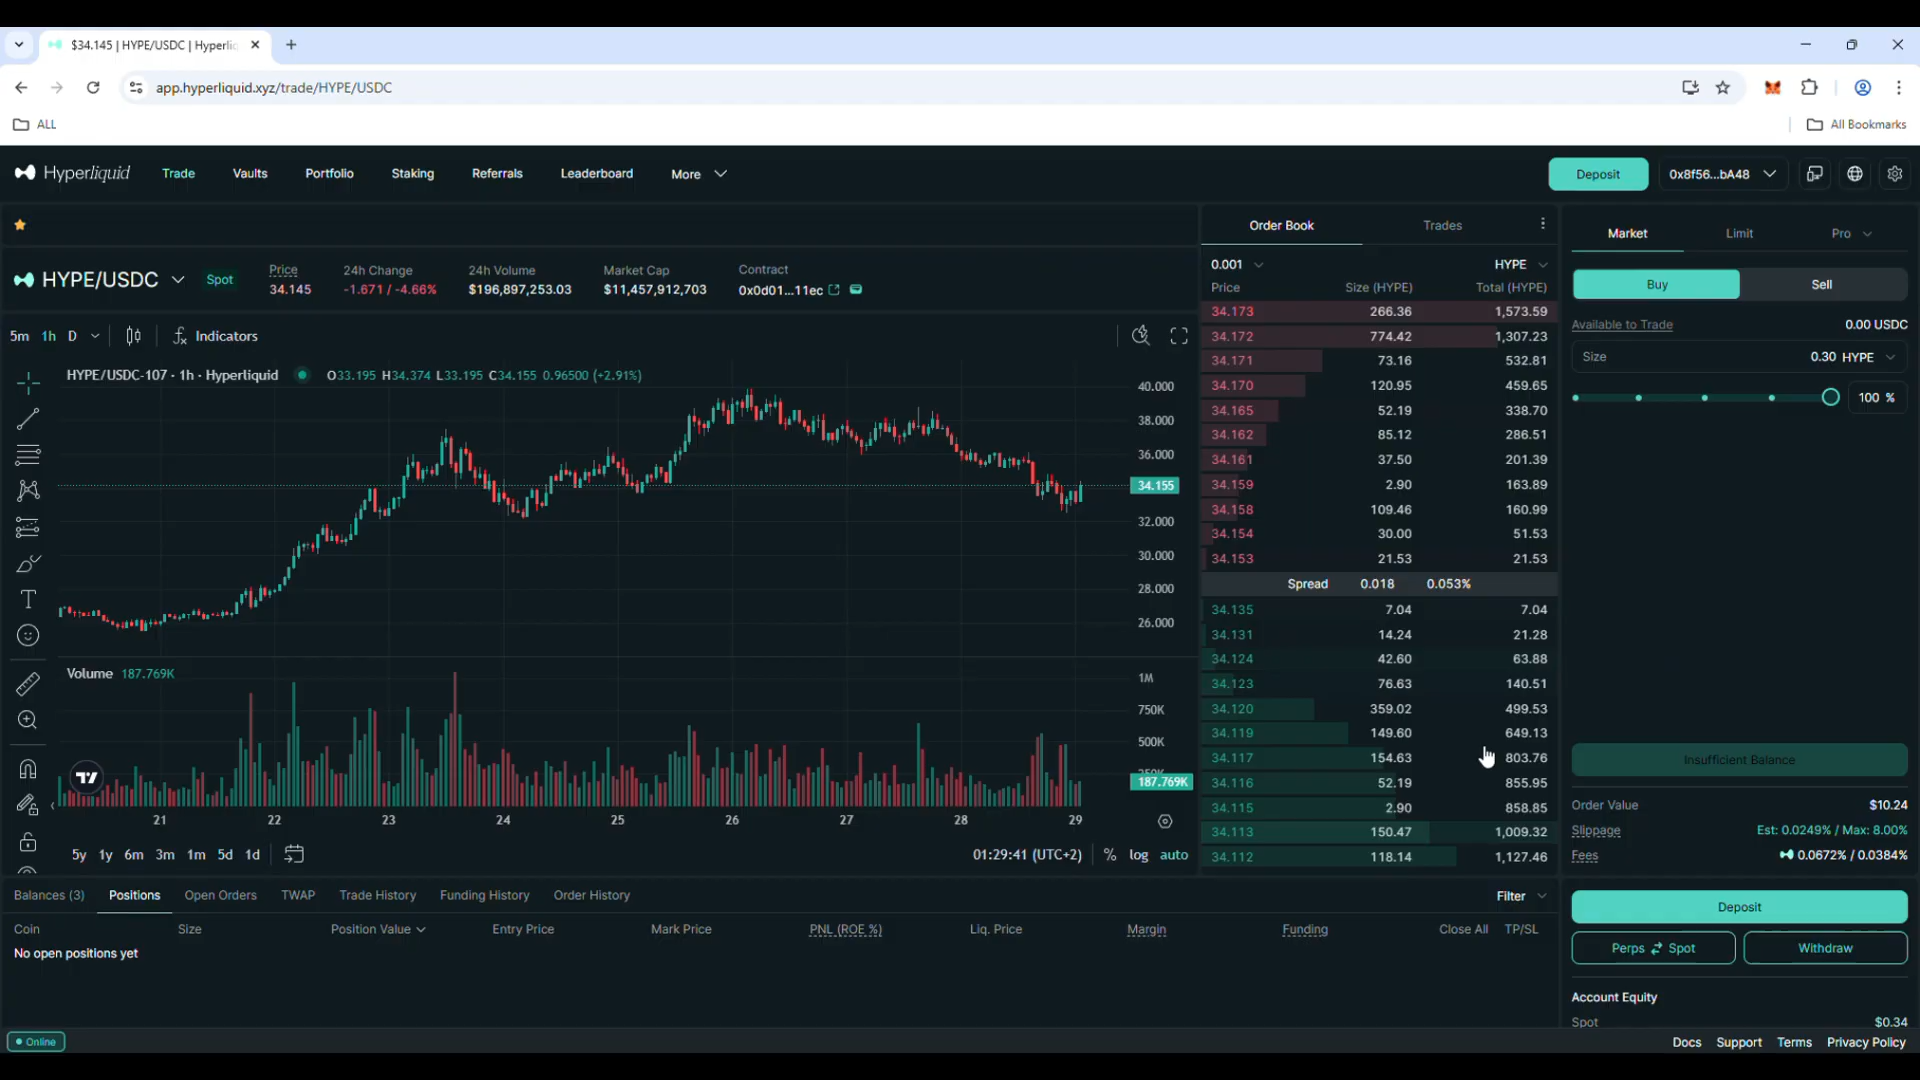 $34.145 | HYPE/USDC | Hyperliq
app.hyperliquid.xyz/trade/HYPE/USDC
ALL
All Bookmarks
Hyperliquid Trade Vaults Portfolio Staking Referrals Leaderboard More Deposit 0x8f56...bA48
HYPE/USDC Spot
Price 24h Change 24h Volume Market Cap Contract
34.145 -1.671 / -4.66% $196,897,253.03 $11,457,912,703 0x0d01...11ec
5m 1h D Indicators
HYPE/USDC-107 · 1h · Hyperliquid O33.195 H34.374 L33.195 C34.155 0.96500 (+2.91%)
40.000
38.000
36.000
34.155
32.000
30.000
28.000
26.000
Volume 187.769K
1M
750K
500K
250K
187.769K
21 22 23 24 25 26 27 28 29
5y 1y 6m 3m 1m 5d 1d 01:29:41 (UTC+2) % log auto
Order Book Trades
0.001 HYPE
Price Size (HYPE) Total (HYPE)
34.173 266.36 1,573.59
34.172 774.42 1,307.23
34.171 73.16 532.81
34.170 120.95 459.65
34.165 52.19 338.70
34.162 85.12 286.51
34.161 37.50 201.39
34.159 2.90 163.89
34.158 109.46 160.99
34.154 30.00 51.53
34.153 21.53 21.53
Spread 0.018 0.053%
34.135 7.04 7.04
34.131 14.24 21.28
34.124 42.60 63.88
34.123 76.63 140.51
34.120 359.02 499.53
34.119 149.60 649.13
34.117 154.63 803.76
34.116 52.19 855.95
34.115 2.90 858.85
34.113 150.47 1,009.32
34.112 118.14 1,127.46
Market Limit Pro
Buy Sell
Available to Trade 0.00 USDC
Size 0.30 HYPE
100 %
Insufficient Balance
Order Value $10.24
Slippage Est: 0.0249% / Max: 8.00%
Fees 0.0672% / 0.0384%
Deposit
Perps Spot Withdraw
Account Equity
Spot $0.34
Balances (3) Positions Open Orders TWAP Trade History Funding History Order History Filter
Coin Size Position Value Entry Price Mark Price PNL (ROE %) Liq. Price Margin Funding Close All TP/SL
No open positions yet
Online
Docs Support Terms Privacy Policy